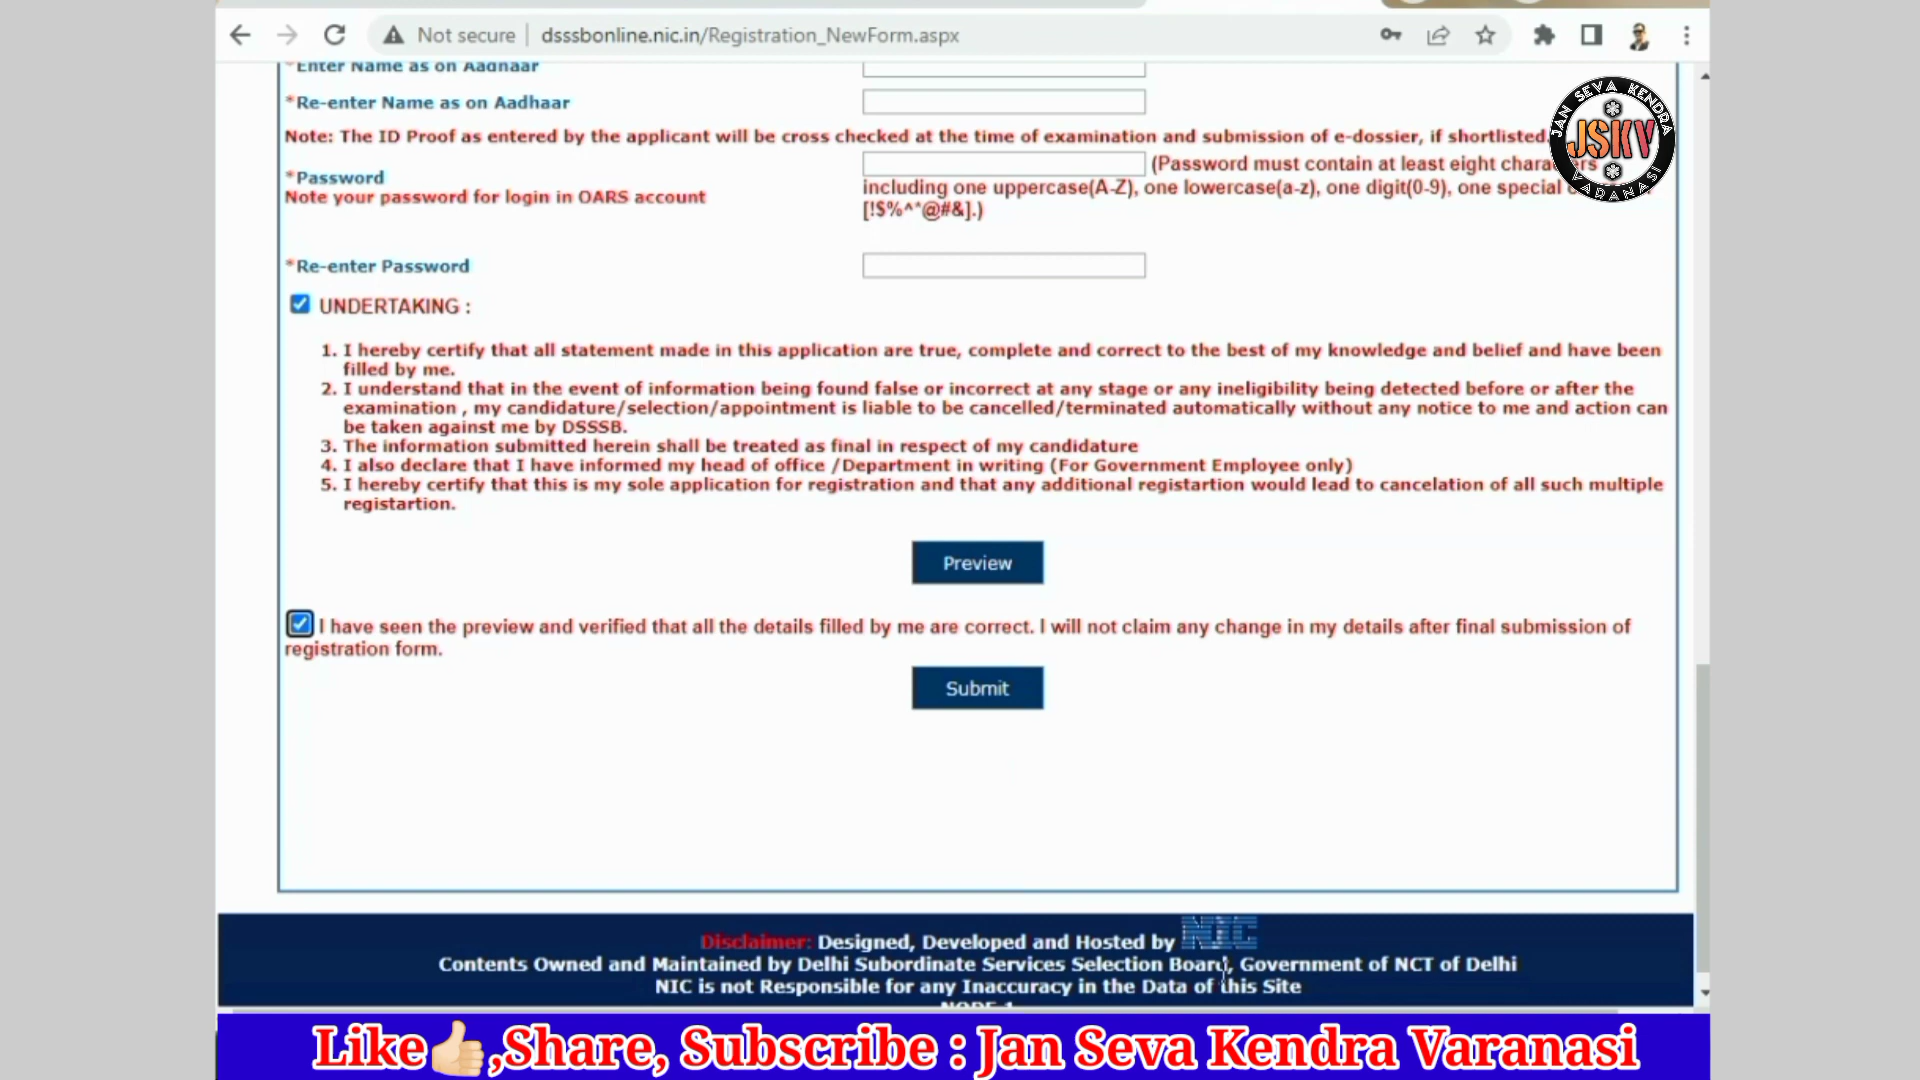 Not secure
dsssbonline.nic.in/Registration_NewForm.aspx
*Enter Name as on Aadhaar
*Re-enter Name as on Aadhaar
Note: The ID Proof as entered by the applicant will be cross checked at the time of examination and submission of e-dossier, if shortlisted.
*Password
Note your password for login in OARS account
(Password must contain at least eight characters
including one uppercase(A-Z), one lowercase(a-z), one digit(0-9), one special
[!$%^*@#&].)
*Re-enter Password
UNDERTAKING :
1. I hereby certify that all statement made in this application are true, complete and correct to the best of my knowledge and belief and have been
filled by me.
2. I understand that in the event of information being found false or incorrect at any stage or any ineligibility being detected before or after the
examination , my candidature/selection/appointment is liable to be cancelled/terminated automatically without any notice to me and action can
be taken against me by DSSSB.
3. The information submitted herein shall be treated as final in respect of my candidature
4. I also declare that I have informed my head of office /Department in writing (For Government Employee only)
5. I hereby certify that this is my sole application for registration and that any additional registartion would lead to cancelation of all such multiple
registartion.
Preview
I have seen the preview and verified that all the details filled by me are correct. I will not claim any change in my details after final submission of
registration form.
Submit
Disclaimer: Designed, Developed and Hosted by NIC
Contents Owned and Maintained by Delhi Subordinate Services Selection Board, Government of NCT of Delhi
NIC is not Responsible for any Inaccuracy in the Data of this Site
JAN SEVA KENDRA
JSKV
VARANASI
Like👍🏻,Share, Subscribe : Jan Seva Kendra Varanasi